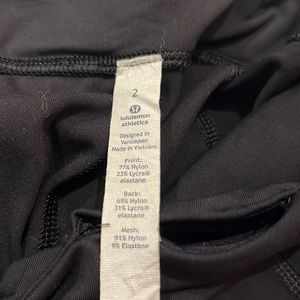 2
lululemon
athletica
Designed in
Vancouver
Made in Vietnam
Front:
77% Nylon
23% Lycra®
elastane
Back:
69% Nylon
31% Lycra®
elastane
Mesh:
91% Nylon
9% Elastane